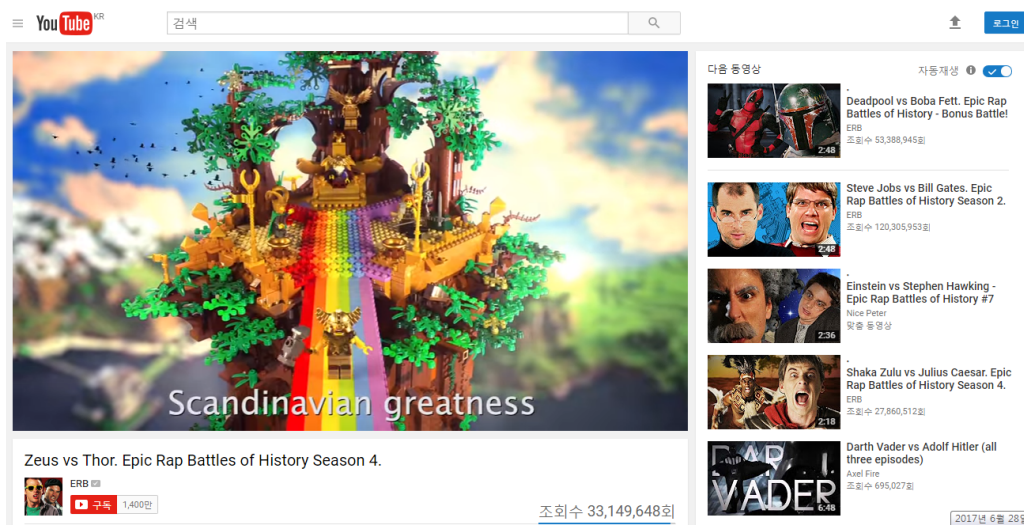 YouTube KR
검색
로그인
Scandinavian greatness
Zeus vs Thor. Epic Rap Battles of History Season 4.
ERB
구독 1,400만
조회수 33,149,648회
다음 동영상
자동재생
Deadpool vs Boba Fett. Epic Rap
Battles of History - Bonus Battle!
ERB
조회수 53,388,945회
2:48
Steve Jobs vs Bill Gates. Epic
Rap Battles of History Season 2.
ERB
조회수 120,305,953회
2:48
Einstein vs Stephen Hawking -
Epic Rap Battles of History #7
Nice Peter
맞춤 동영상
2:36
Shaka Zulu vs Julius Caesar. Epic
Rap Battles of History Season 4.
ERB
조회수 27,860,512회
2:18
Darth Vader vs Adolf Hitler (all
three episodies)
Axel Fire
조회수 695,027회
VADER
6:48
2017년 6월 28일